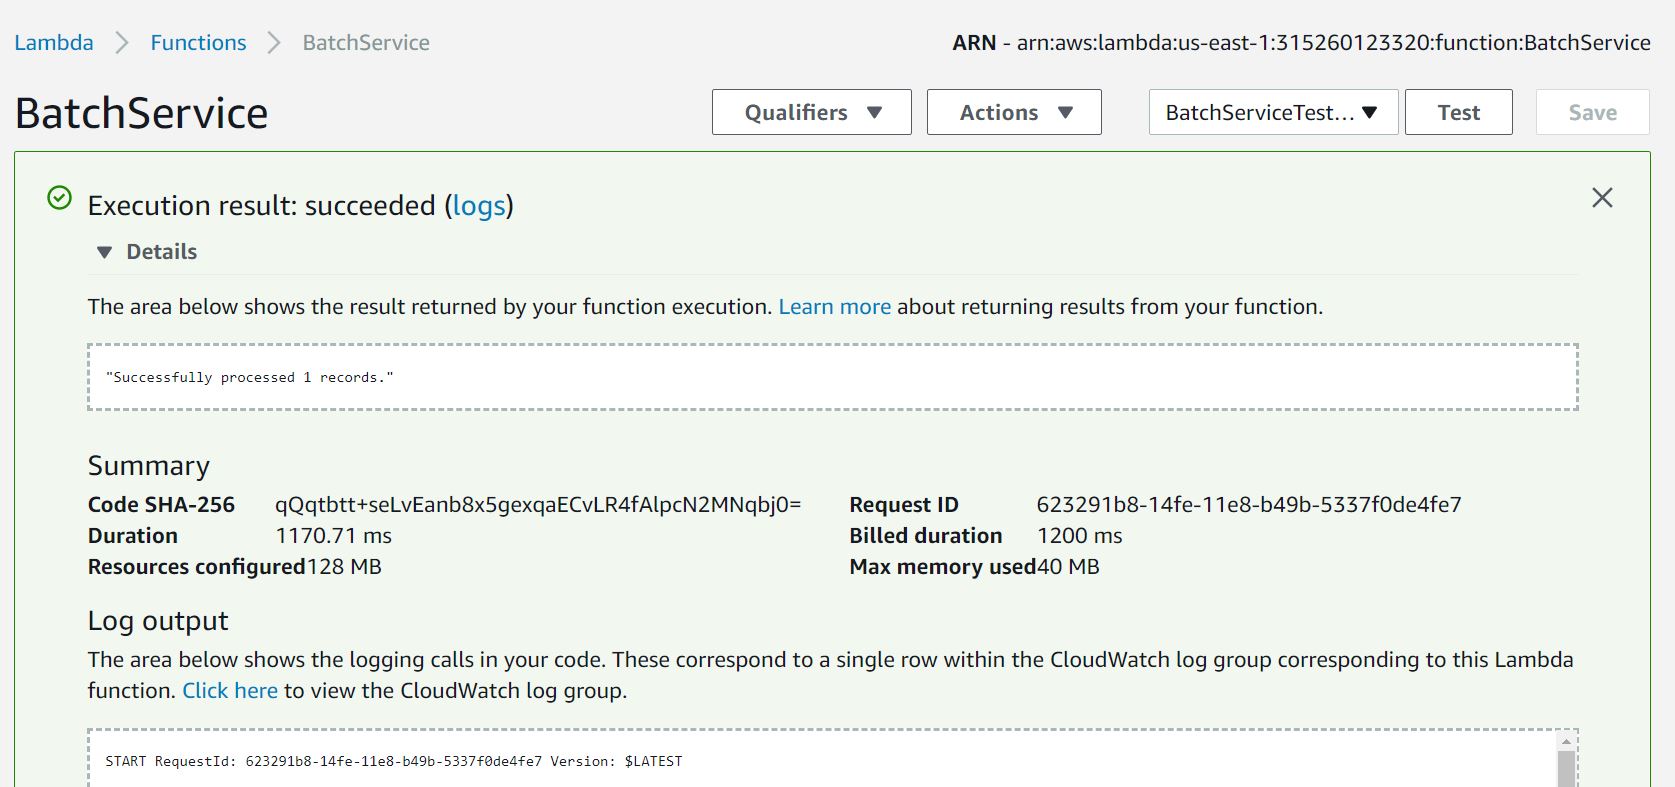 Lambda > Functions > BatchService
ARN - arn:aws:lambda:us-east-1:315260123320:function:BatchService
BatchService
Qualifiers
Actions
BatchServiceTest...
Test
Save
Execution result: succeeded (logs)
Details
The area below shows the result returned by your function execution. Learn more about returning results from your function.
"Successfully processed 1 records."
Summary
Code SHA-256 qQqtbtt+seLvEanb8x5gexqaECvLR4fAlpcN2MNqbj0=
Request ID 623291b8-14fe-11e8-b49b-5337f0de4fe7
Duration 1170.71 ms
Billed duration 1200 ms
Resources configured 128 MB
Max memory used 40 MB
Log output
The area below shows the logging calls in your code. These correspond to a single row within the CloudWatch log group corresponding to this Lambda
function. Click here to view the CloudWatch log group.
START RequestId: 623291b8-14fe-11e8-b49b-5337f0de4fe7 Version: $LATEST